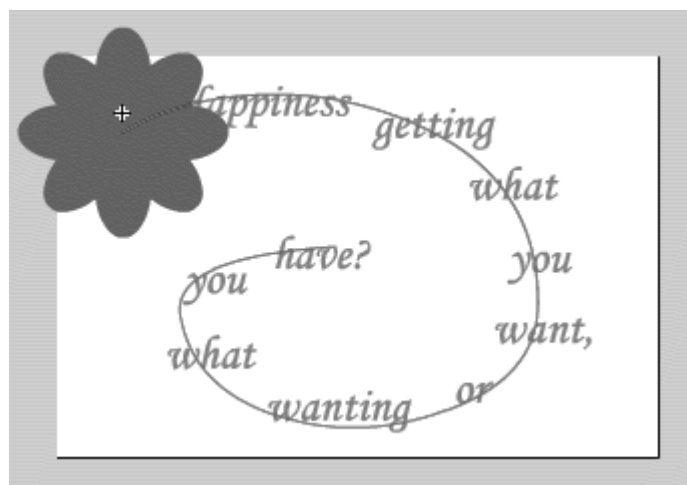 happiness
getting
what
you
want,
or
wanting
what
you
have?